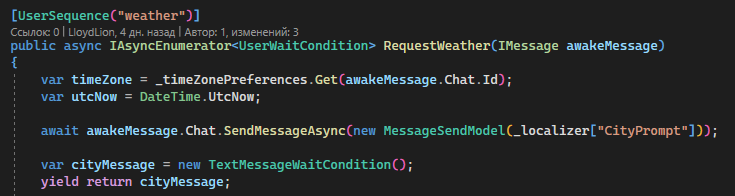 [UserSequence("weather")]
Ссылок: 0 | LloydLion, 4 дн. назад | Автор: 1, изменений: 3
public async IAsyncEnumerator<UserWaitCondition> RequestWeather(IMessage awakeMessage)
{
    var timeZone = _timeZonePreferences.Get(awakeMessage.Chat.Id);
    var utcNow = DateTime.UtcNow;

    await awakeMessage.Chat.SendMessageAsync(new MessageSendModel(_localizer["CityPrompt"]));

    var cityMessage = new TextMessageWaitCondition();
    yield return cityMessage;